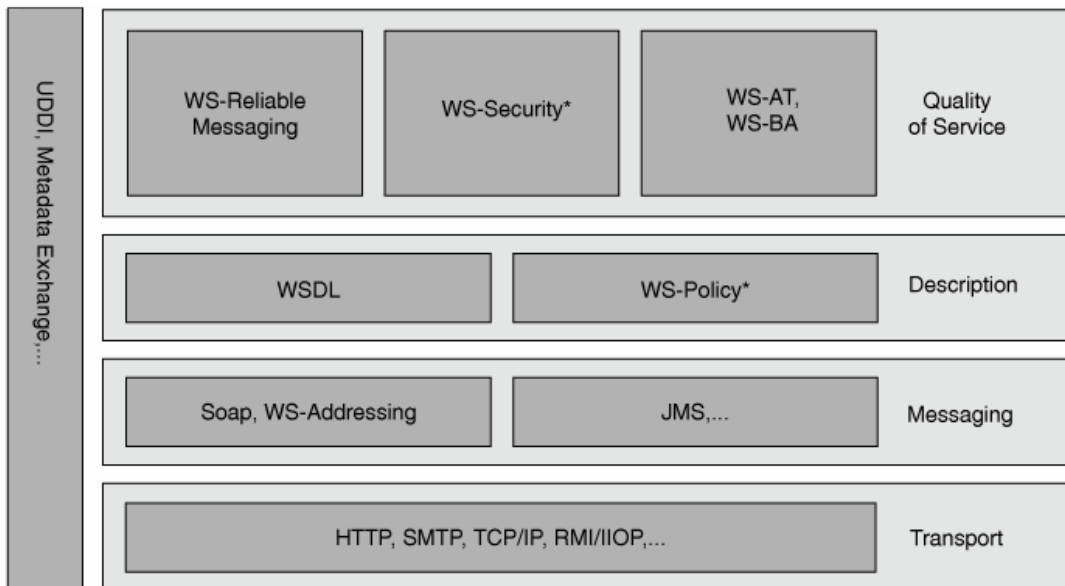 UDDI, Metadata Exchange,...
WS-Reliable
Messaging
WS-Security*
WS-AT,
WS-BA
Quality
of Service
WSDL
WS-Policy*
Description
Soap, WS-Addressing
JMS,...
Messaging
HTTP, SMTP, TCP/IP, RMI/IIOP,...
Transport